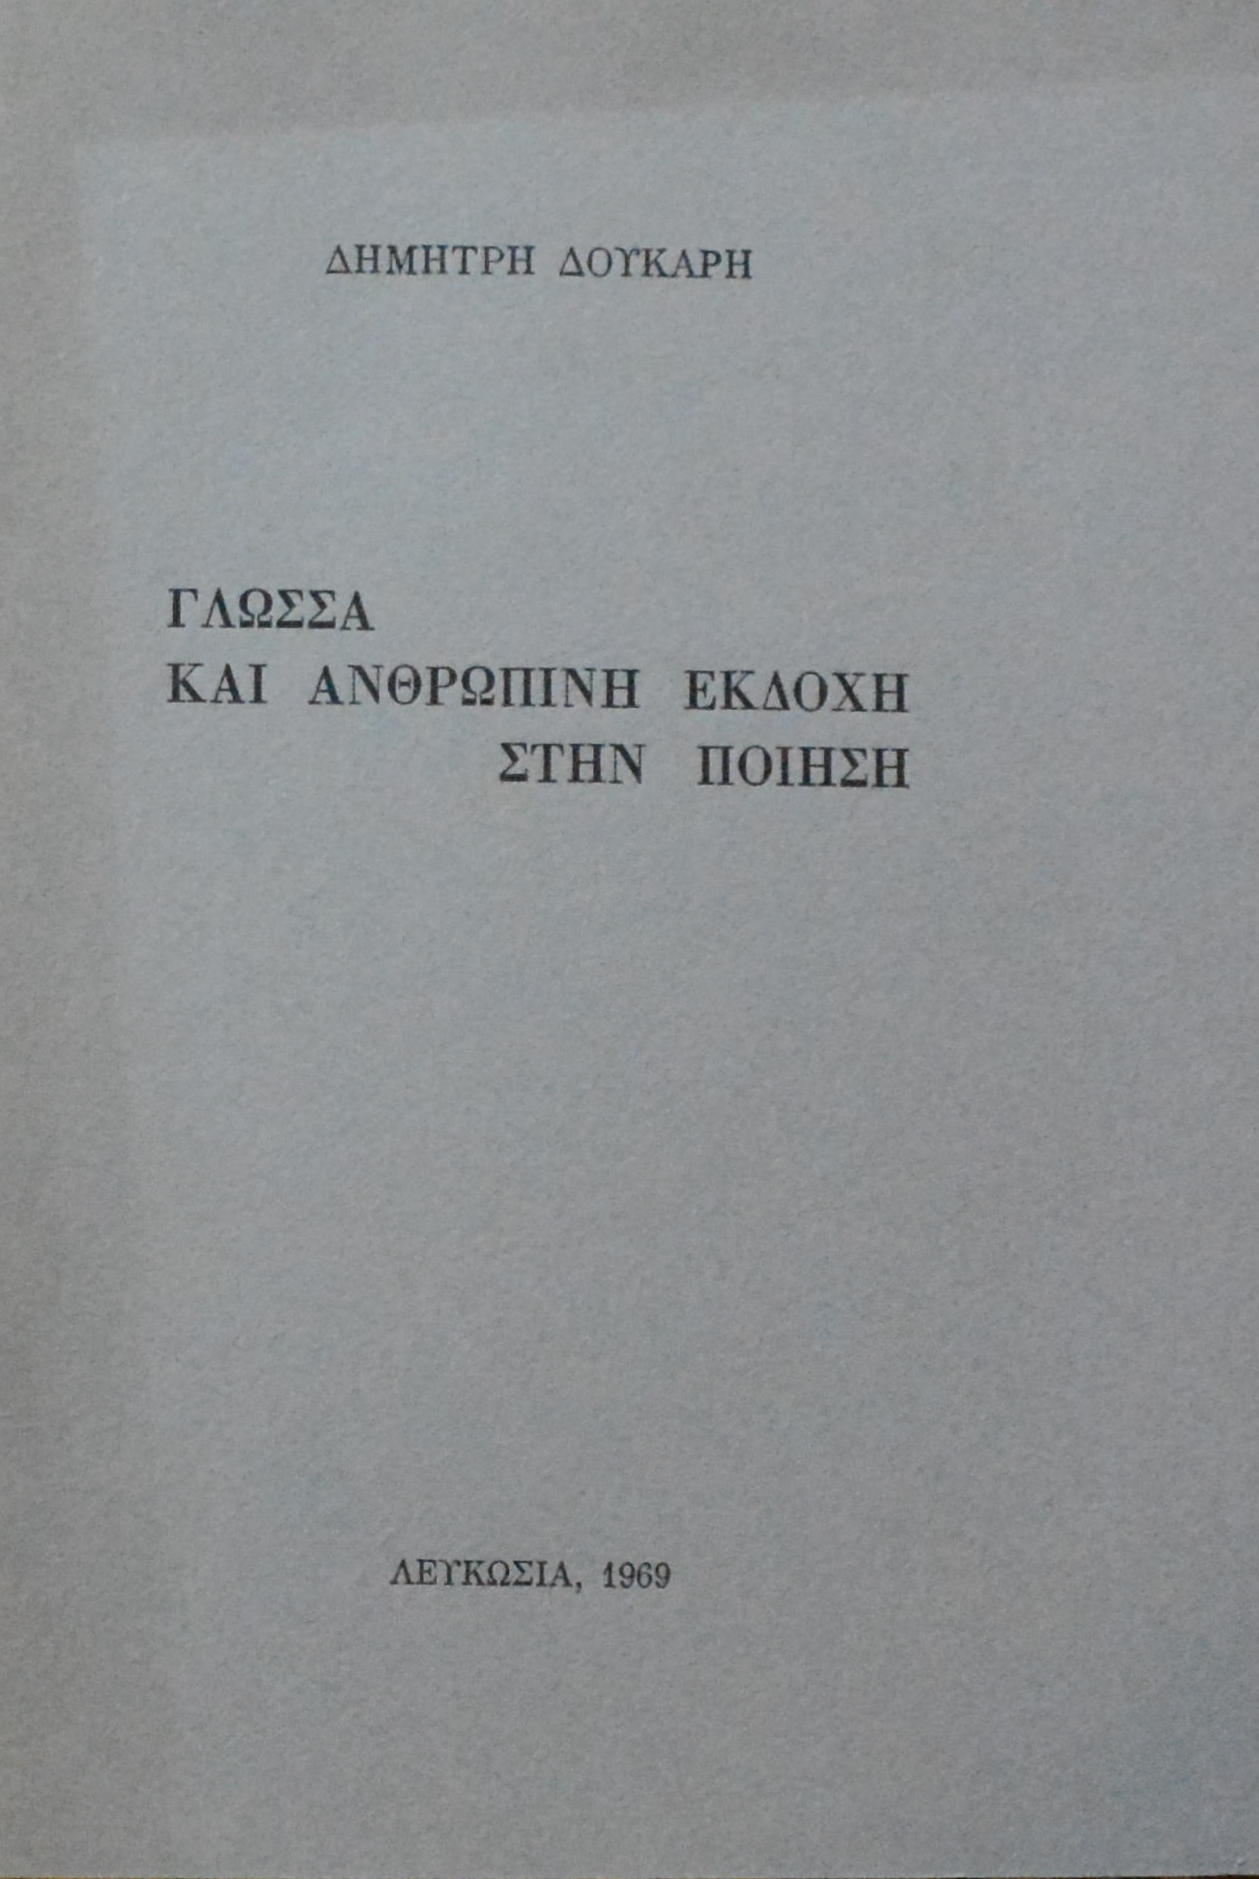 ΔΗΜΗΤΡΗ ΔΟΥΚΑΡΗ
ΓΛΩΣΣΑ
ΚΑΙ ΑΝΘΡΩΠΙΝΗ ΕΚΔΟΧΗ
ΣΤΗΝ ΠΟΙΗΣΗ
ΛΕΥΚΩΣΙΑ, 1969